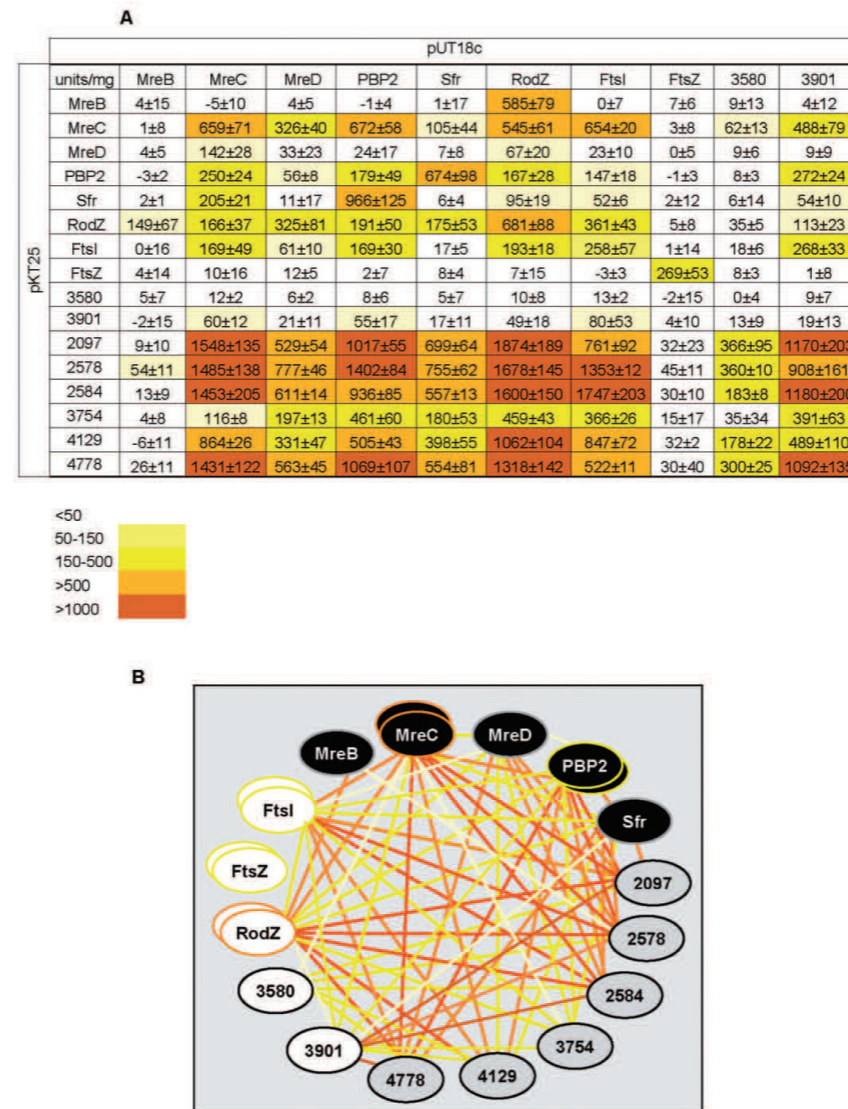 A
pUT18c
pKT25
units/mg MreB MreC MreD PBP2 Sfr RodZ FtsI FtsZ 3580 3901
MreB 4±15 -5±10 4±5 -1±4 1±17 585±79 0±7 7±6 9±13 4±12
MreC 1±8 659±71 326±40 672±58 105±44 545±61 654±20 3±8 62±13 488±79
MreD 4±5 142±28 33±23 24±17 7±8 67±20 23±10 0±5 9±6 9±9
PBP2 -3±2 250±24 56±8 179±49 674±98 167±28 147±18 -1±3 8±3 272±24
Sfr 2±1 205±21 11±17 966±125 6±4 95±19 52±6 2±12 6±14 54±10
RodZ 149±67 166±37 325±81 191±50 175±53 681±88 361±43 5±8 35±5 113±23
FtsI 0±16 169±49 61±10 169±30 17±5 193±18 258±57 1±14 18±6 268±33
FtsZ 4±14 10±16 12±5 2±7 8±4 7±15 -3±3 269±53 8±3 1±8
3580 5±7 12±2 6±2 8±6 5±7 10±8 13±2 -2±15 0±4 9±7
3901 -2±15 60±12 21±11 55±17 17±11 49±18 80±53 4±10 13±9 19±13
2097 9±10 1548±135 529±54 1017±55 699±64 1874±189 761±92 32±23 366±95 1170±203
2578 54±11 1485±138 777±46 1402±84 755±62 1678±145 1353±12 45±11 360±10 908±161
2584 13±9 1453±205 611±14 936±85 557±13 1600±150 1747±203 30±10 183±8 1180±200
3754 4±8 116±8 197±13 461±60 180±53 459±43 366±26 15±17 35±34 391±63
4129 -6±11 864±26 331±47 505±43 398±55 1062±104 847±72 32±2 178±22 489±110
4778 26±11 1431±122 563±45 1069±107 554±81 1318±142 522±11 30±40 300±25 1092±135
<50
50-150
150-500
>500
>1000
B
MreC MreD
MreB PBP2
FtsI Sfr
FtsZ 2097
RodZ 2578
3580 2584
3901 3754
4778 4129